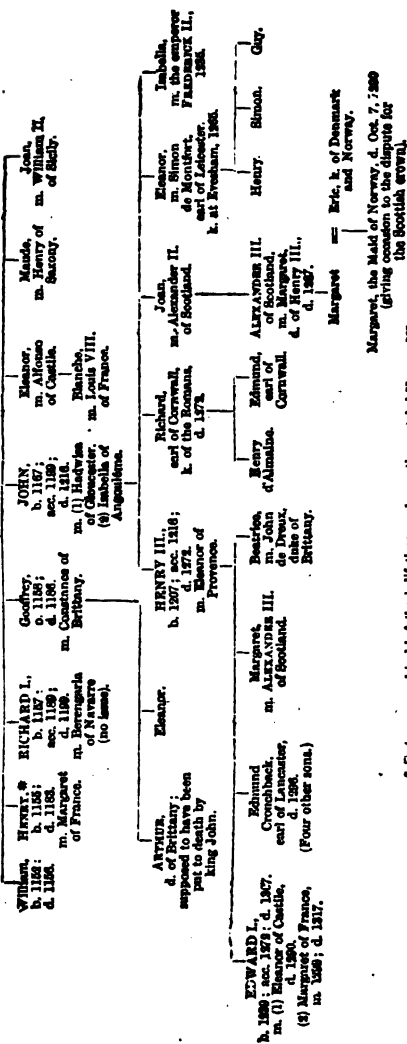 William,
b. 1152;
d. 1156.
HENRY,*
b. 1155;
d. 1183.
m. Margaret
of France.
RICHARD I.,
b. 1157;
acc. 1189;
d. 1199.
m. Berengaria
of Navarre
(no issue).
Geoffrey,
b. 1158;
d. 1186.
m. Constance of
Brittany.
JOHN,
b. 1167;
acc. 1199;
d. 1216.
m. (1) Hadwisa
of Gloucester.
(2) Isabella of
Angoulême.
Eleanor,
m. Alfonso
of Castile.
Blanche,
m. Louis VIII.
of France.
Maude,
m. Henry of
Saxony.
Joan,
m. William II.
of Sicily.
ARTHUR,
d. of Brittany;
supposed to have been
put to death by
king John.
Eleanor.
HENRY III.,
b. 1207; acc. 1216;
d. 1272.
m. Eleanor of
Provence.
Richard,
earl of Cornwall,
k. of the Romans,
d. 1272.
Joan,
m. Alexander II.
of Scotland.
Eleanor,
m. Simon
de Montfort,
earl of Leicester.
k. at Evesham, 1265.
Isabella,
m. the emperor
FREDERICK II.,
1235.
EDWARD I.,
b. 1239; acc. 1272; d. 1307.
m. (1) Eleanor of Castile,
d. 1290.
(2) Margaret of France,
m. 1299; d. 1317.
Edmund
Crouchback,
earl of Lancaster,
d. 1296.
(Four other sons.)
Margaret,
m. ALEXANDER III.
of Scotland.
Beatrice,
m. John
de Dreux,
duke of
Brittany.
Henry
d'Almaine.
Edmund,
earl of
Cornwall.
ALEXANDER III.
of Scotland,
m. Margaret,
d. of Henry III.,
d. 1287.
Henry.
Simon.
Guy.
Margaret = Eric, k. of Denmark
and Norway.
Margaret, the Maid of Norway, d. Oct. 7, 1290
(giving occasion to the dispute for
the Scottish crown).